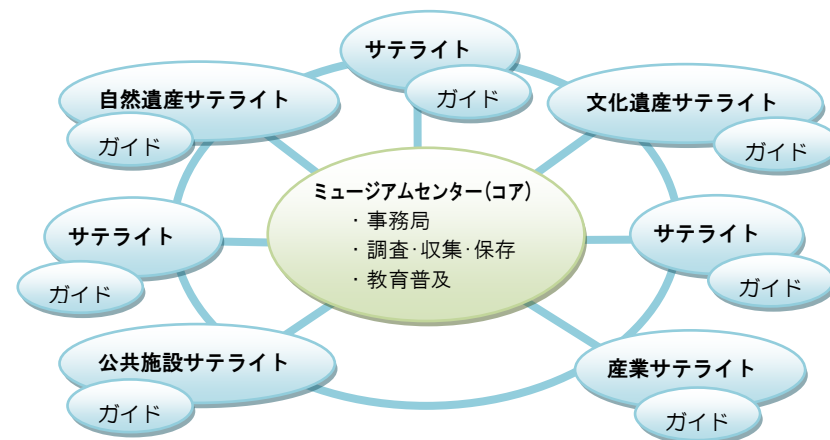 サテライト
ガイド
自然遺産サテライト
ガイド
文化遺産サテライト
ガイド
ミュージアムセンター(コア)
・事務局
・調査・収集・保存
・教育普及
サテライト
ガイド
サテライト
ガイド
公共施設サテライト
ガイド
産業サテライト
ガイド